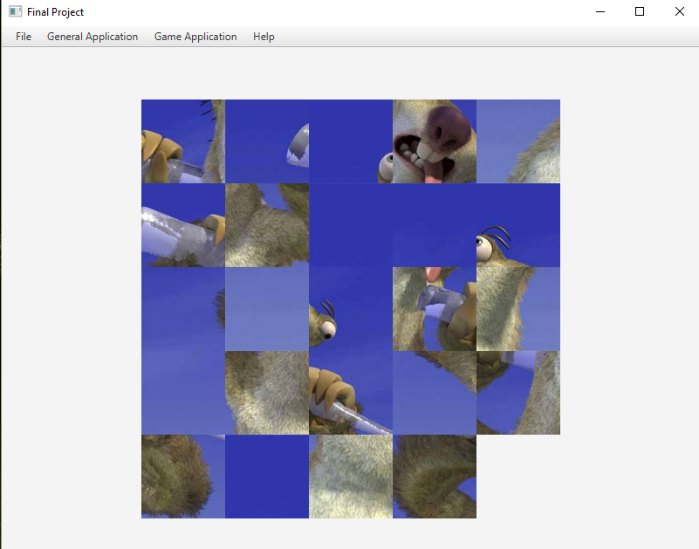 Final Project
File General Application Game Application Help